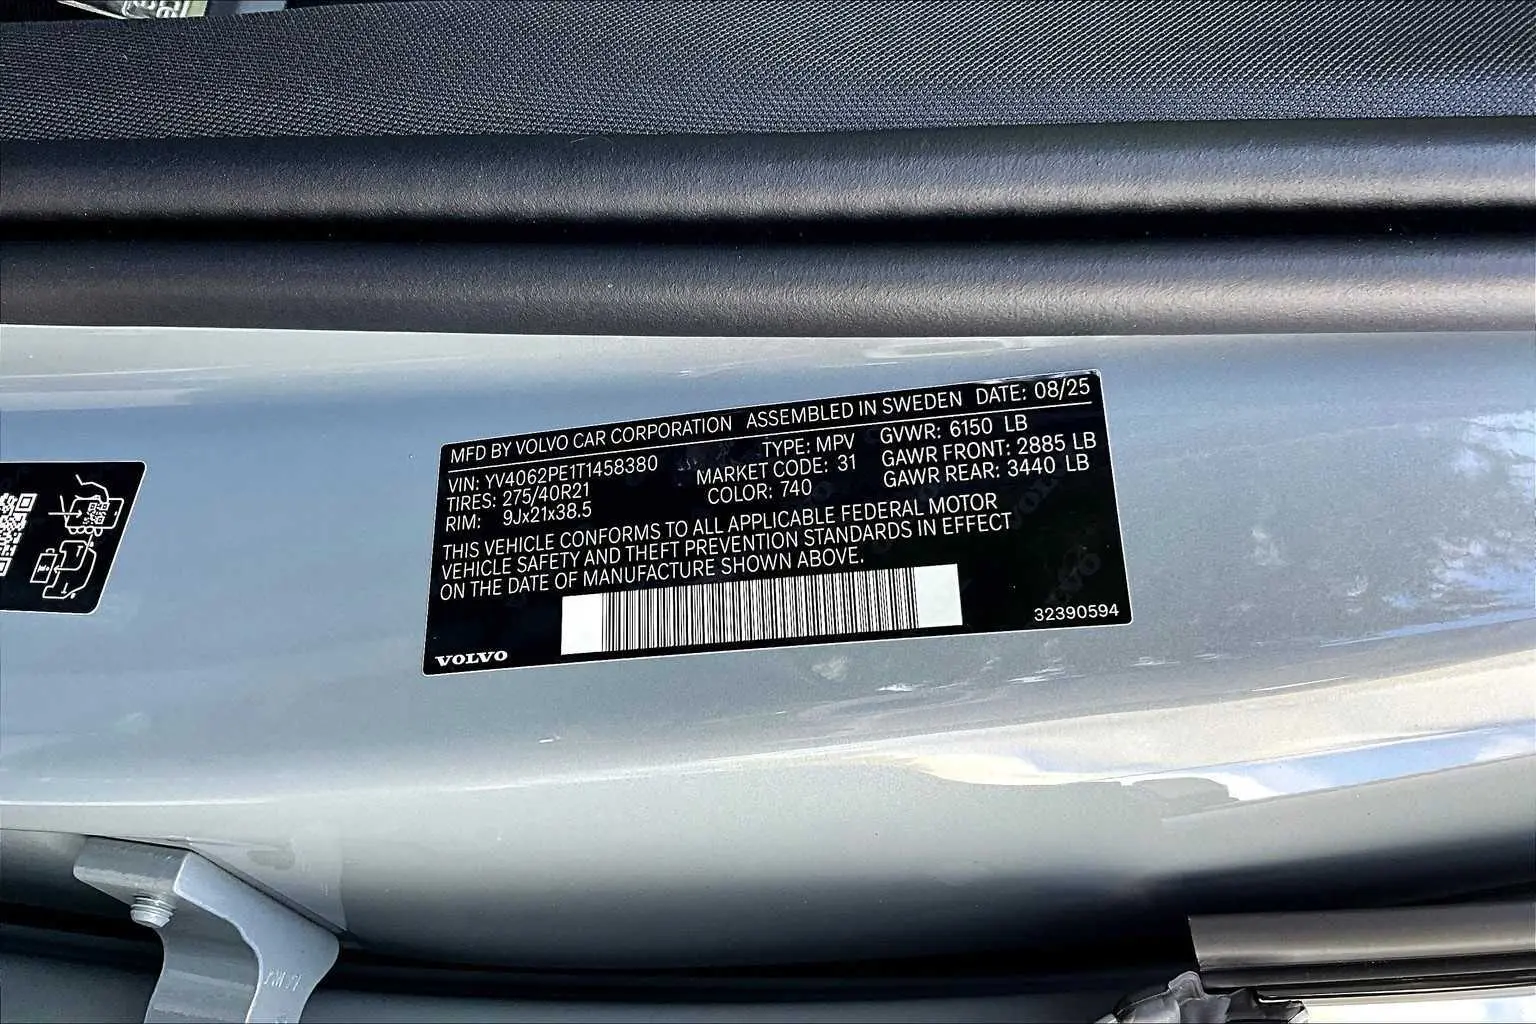 MFD BY VOLVO CAR CORPORATION ASSEMBLED IN SWEDEN DATE: 08/25
VIN: YV4062PE1T1458380 TYPE: MPV GVWR: 6150 LB
TIRES: 275/40R21 MARKET CODE: 31 GAWR FRONT: 2885 LB
RIM: 9Jx21x38.5 COLOR: 740 GAWR REAR: 3440 LB
THIS VEHICLE CONFORMS TO ALL APPLICABLE FEDERAL MOTOR
VEHICLE SAFETY AND THEFT PREVENTION STANDARDS IN EFFECT
ON THE DATE OF MANUFACTURE SHOWN ABOVE.
32390594
VOLVO